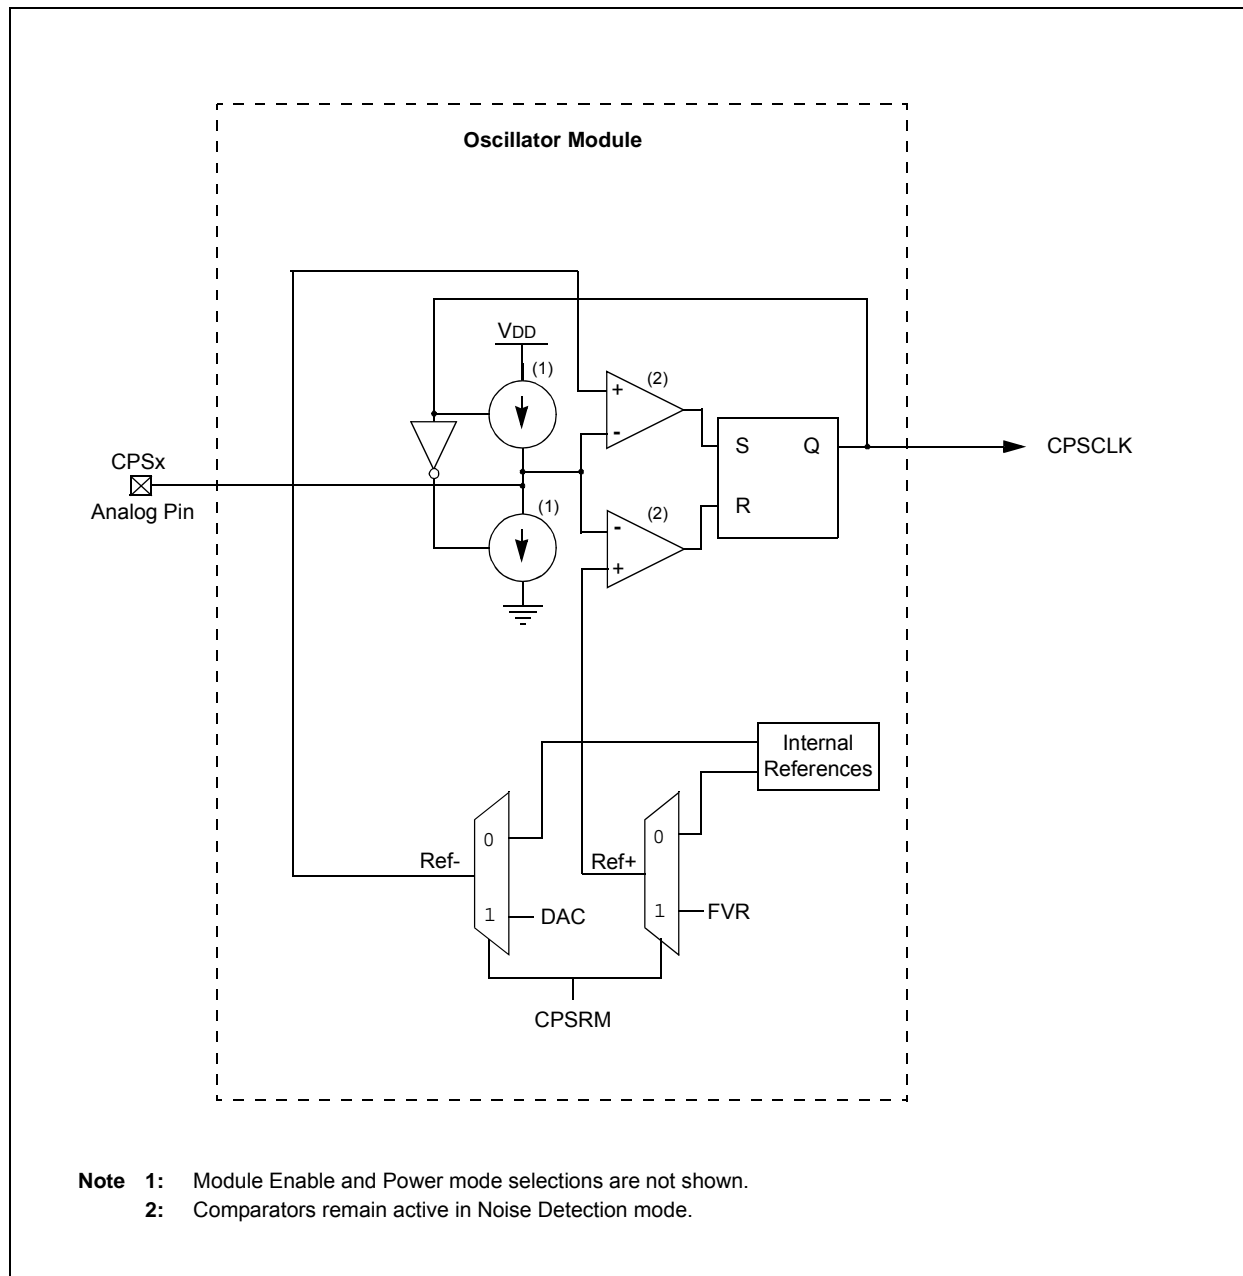 Oscillator Module
VDD
(1)
(2)
+
-
S Q
R
CPSCLK
CPSx
Analog Pin
(1)
(2)
-
+
Internal
References
0
Ref-
1
DAC
0
Ref+
1
FVR
CPSRM
Note 1: Module Enable and Power mode selections are not shown.
2: Comparators remain active in Noise Detection mode.